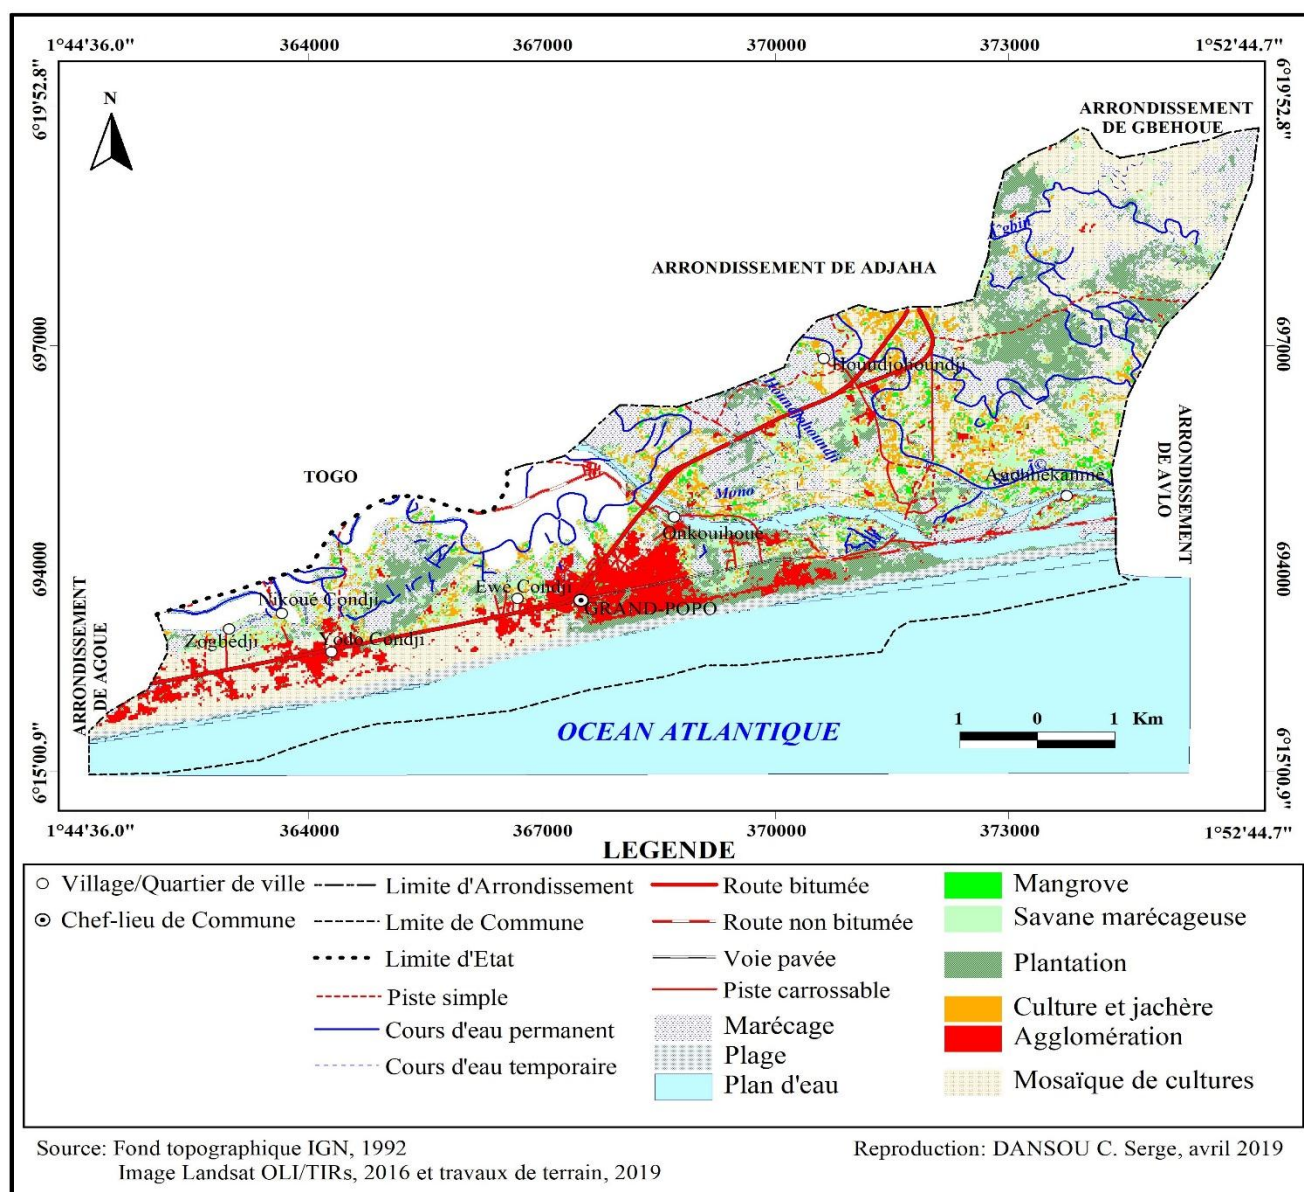 1°44'36.0" 364000 367000 370000 373000 1°52'44.7"
6°19'52.8"
6°19'52.8"
N
ARRONDISSEMENT
DE GBEHOUE
ARRONDISSEMENT DE ADJAHA
697000
697000
Houndjohoundji
Houndjohoundji
ARRONDISSEMENT
DE AVLO
TOGO
Mono
Onkouihoué
694000
694000
Nikoué Condji
Ewé Condji
GRAND-POPO
Zogbédji
Yodo Condji
ARRONDISSEMENT
DE AGOUE
OCEAN ATLANTIQUE
1 0 1 Km
6°15'00.9"
6°15'00.9"
1°44'36.0" 364000 367000 370000 373000 1°52'44.7"
LEGENDE
Village/Quartier de ville
Chef-lieu de Commune
Limite d'Arrondissement
Lmite de Commune
Limite d'Etat
Piste simple
Cours d'eau permanent
Cours d'eau temporaire
Route bitumée
Route non bitumée
Voie pavée
Piste carrossable
Marécage
Plage
Plan d'eau
Mangrove
Savane marécageuse
Plantation
Culture et jachère
Agglomération
Mosaïque de cultures
Source: Fond topographique IGN, 1992
Image Landsat OLI/TIRs, 2016 et travaux de terrain, 2019
Reproduction: DANSOU C. Serge, avril 2019